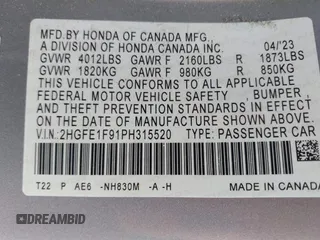 MFD.BY HONDA OF CANADA MFG.,
A DIVISION OF HONDA CANADA INC. 04/'23
GVWR 4012LBS GAWR F 2160LBS R 1873LBS
GVWR 1820KG GAWR F 980KG R 850KG
THIS VEHICLE CONFORMS TO ALL APPLICABLE
FEDERAL MOTOR VEHICLE SAFETY, BUMPER,
AND THEFT PREVENTION STANDARDS IN EFFECT
ON THE DATE OF MANUFACTURE SHOWN ABOVE.
V.I.N: 2HGFE1F91PH315520 TYPE: PASSENGER CAR
T22 P AE6 -NH830M -A -H MADE IN CANADA
DREAMBID DREAMBID.COM